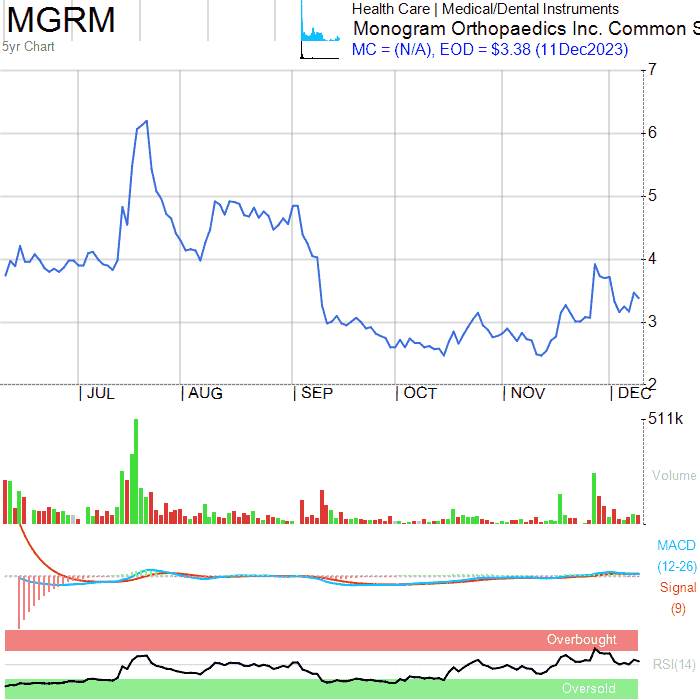 MGRM
5yr Chart
Health Care | Medical/Dental Instruments
Monogram Orthopaedics Inc. Common S
MC = (N/A), EOD = $3.38 (11Dec2023)
7
6
5
4
3
2
| JUL | AUG | SEP | OCT | NOV | DEC
511k
Volume
MACD
(12-26)
Signal
(9)
Overbought
RSI(14)
Oversold